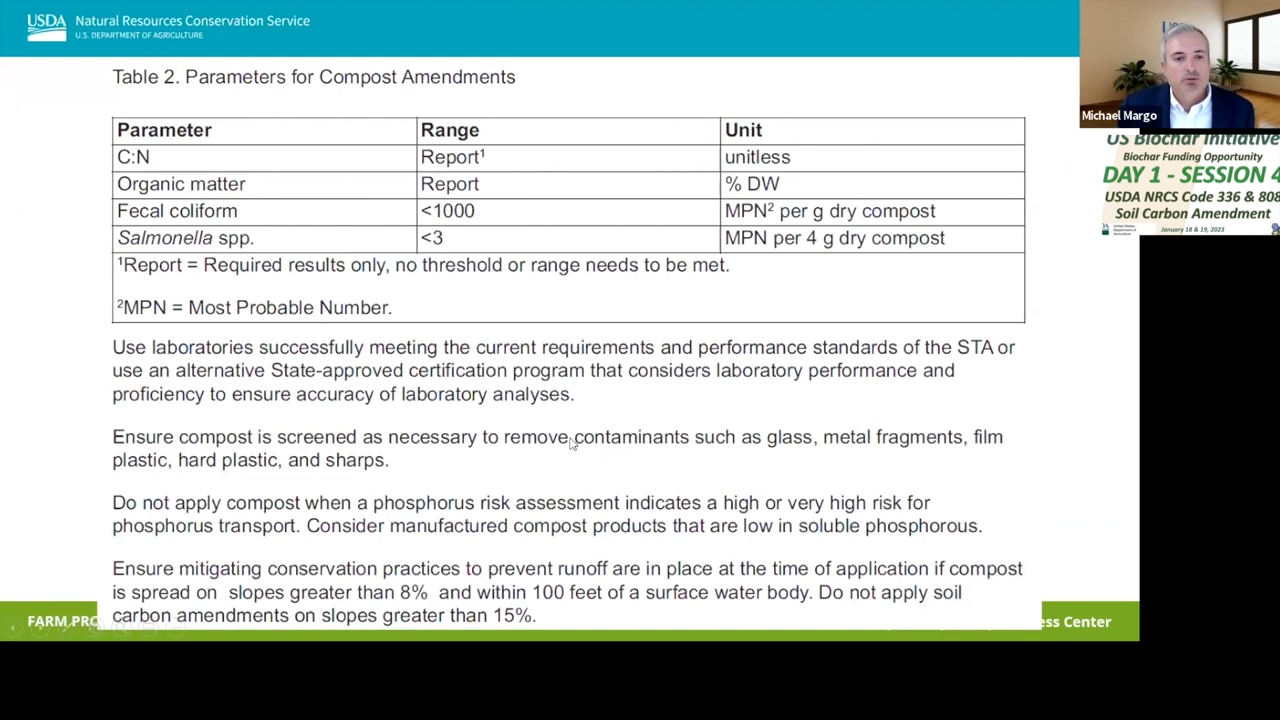 USDA Natural Resources Conservation Service
U.S. DEPARTMENT OF AGRICULTURE
Table 2. Parameters for Compost Amendments
Parameter Range Unit
C:N Report¹ unitless
Organic matter Report % DW
Fecal coliform <1000 MPN² per g dry compost
Salmonella spp. <3 MPN per 4 g dry compost
¹Report = Required results only, no threshold or range needs to be met.
²MPN = Most Probable Number.
Use laboratories successfully meeting the current requirements and performance standards of the STA or
use an alternative State-approved certification program that considers laboratory performance and
proficiency to ensure accuracy of laboratory analyses.
Ensure compost is screened as necessary to remove contaminants such as glass, metal fragments, film
plastic, hard plastic, and sharps.
Do not apply compost when a phosphorus risk assessment indicates a high or very high risk for
phosphorus transport. Consider manufactured compost products that are low in soluble phosphorous.
Ensure mitigating conservation practices to prevent runoff are in place at the time of application if compost
is spread on slopes greater than 8% and within 100 feet of a surface water body. Do not apply soil
carbon amendments on slopes greater than 15%.
FARM PRO
ess Center
Michael Margo
US Biochar Initiative
Biochar Funding Opportunity
DAY 1 - SESSION 4
USDA NRCS Code 336 & 808
Soil Carbon Amendment
January 18 & 19, 2023